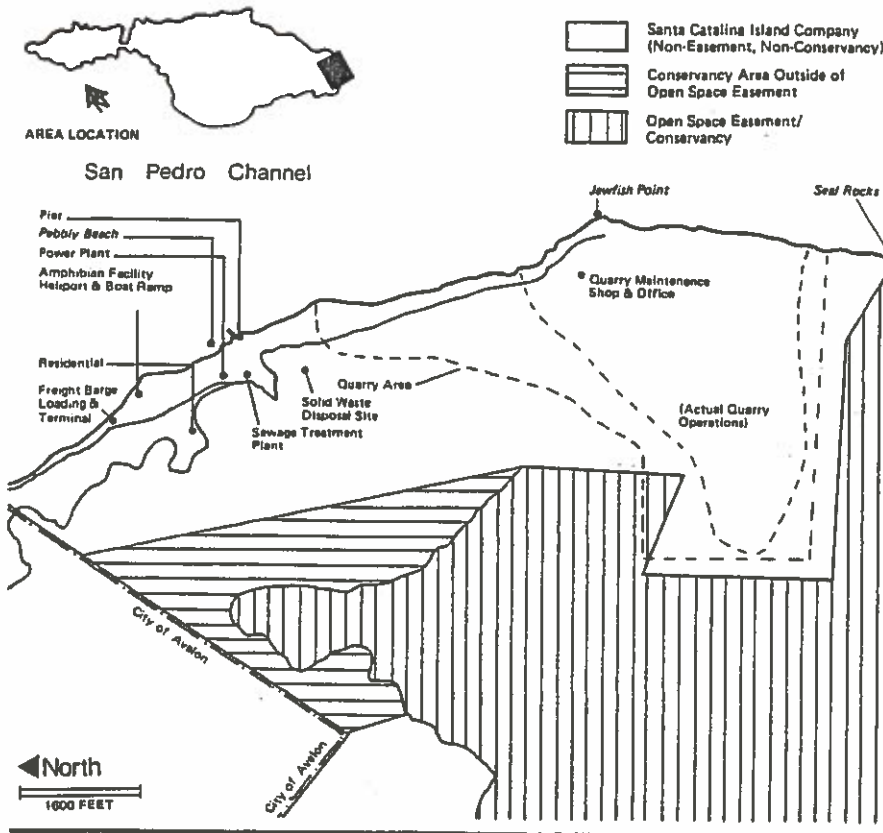 Santa Catalina Island Company
(Non-Easement, Non-Conservancy)
Conservancy Area Outside of
Open Space Easement
Open Space Easement/
Conservancy
AREA LOCATION
San Pedro Channel
Jewfish Point
Seal Rocks
Pier
Pebbly Beach
Power Plant
Amphibian Facility
Heliport & Boat Ramp
Quarry Maintenance
Shop & Office
Residential
Freight Barge
Loading &
Terminal
Quarry Area
Solid Waste
Disposal Site
Sewage Treatment
Plant
(Actual Quarry
Operations)
City of Avalon
City of Avalon
North
1600 FEET